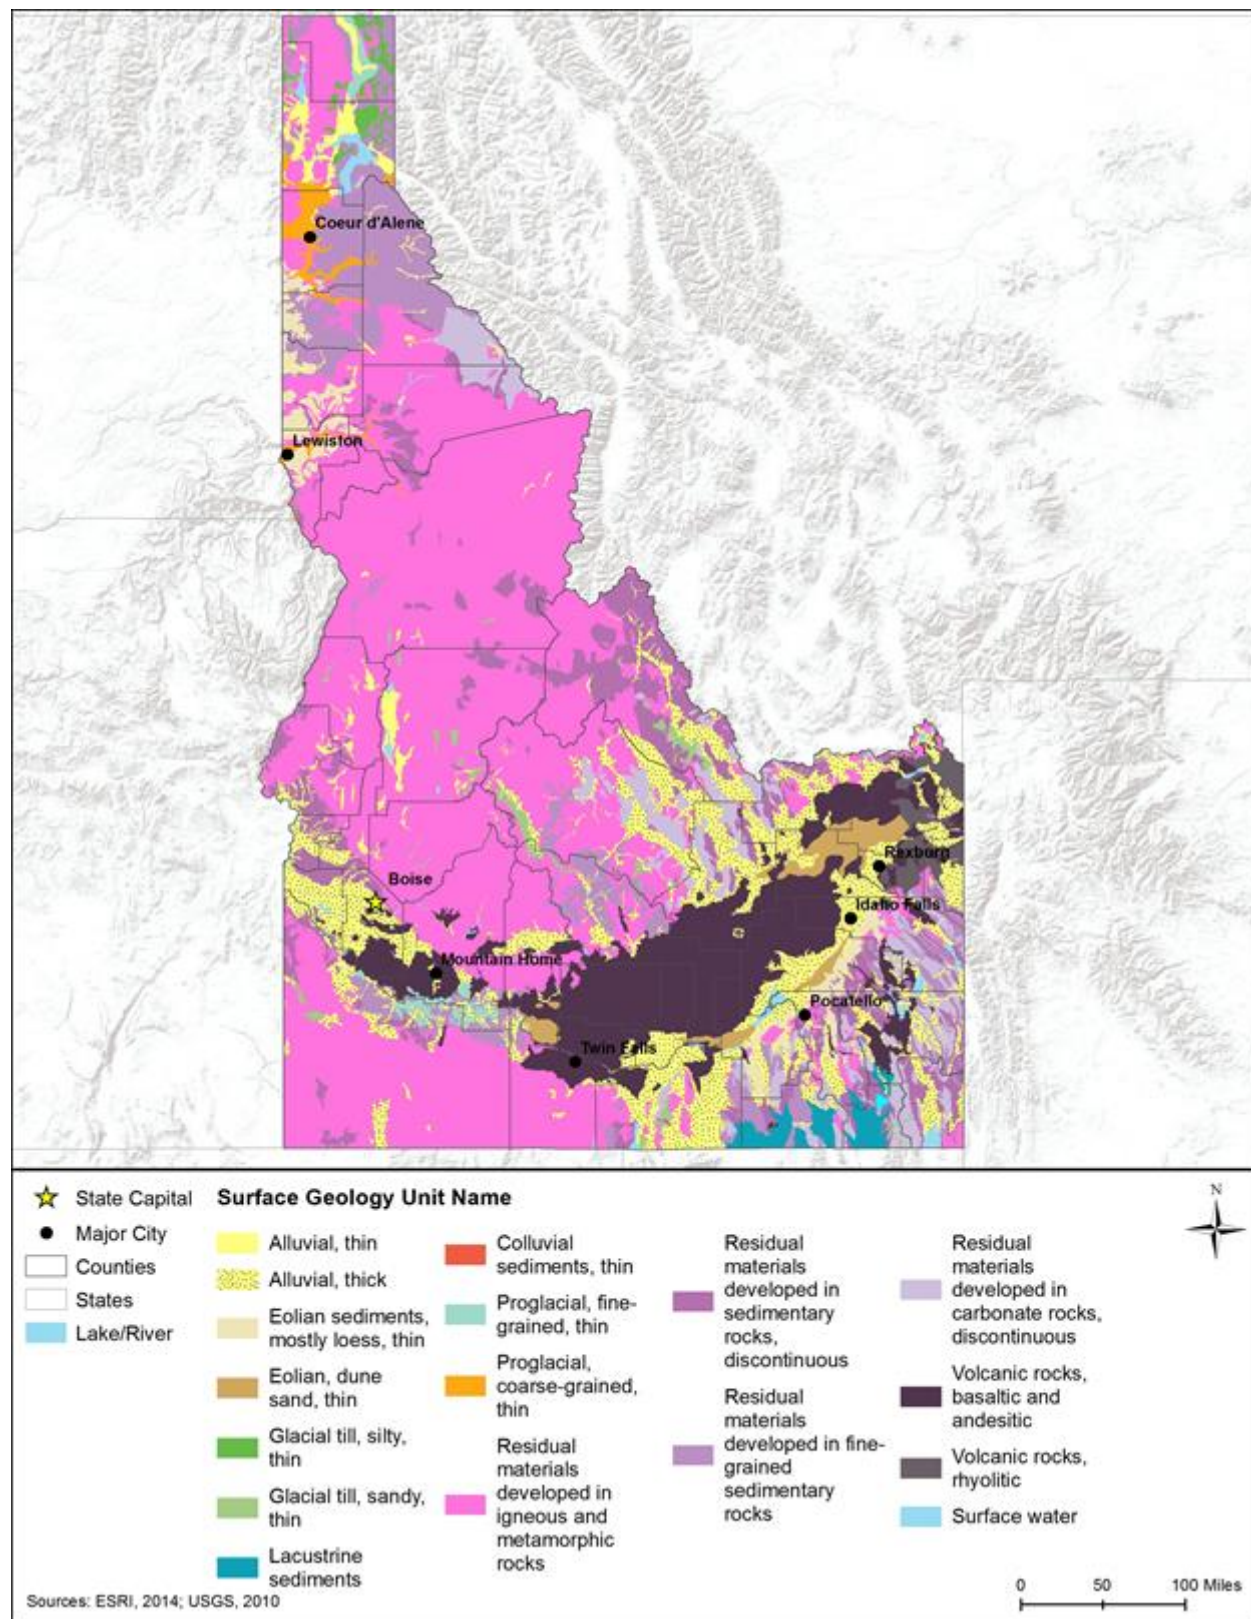 Coeur d'Alene
Lewiston
Boise
Rexburg
Idaho Falls
Mountain Home
Pocatello
Twin Falls
State Capital
Major City
Counties
States
Lake/River
Surface Geology Unit Name
Alluvial, thin
Alluvial, thick
Eolian sediments,
mostly loess, thin
Eolian, dune
sand, thin
Glacial till, silty,
thin
Glacial till, sandy,
thin
Lacustrine
sediments
Colluvial
sediments, thin
Proglacial, fine-
grained, thin
Proglacial,
coarse-grained,
thin
Residual
materials
developed in
igneous and
metamorphic
rocks
Residual
materials
developed in
sedimentary
rocks,
discontinuous
Residual
materials
developed in fine-
grained
sedimentary
rocks
Residual
materials
developed in
carbonate rocks,
discontinuous
Volcanic rocks,
basaltic and
andesitic
Volcanic rocks,
rhyolitic
Surface water
N
0 50 100 Miles
Sources: ESRI, 2014; USGS, 2010